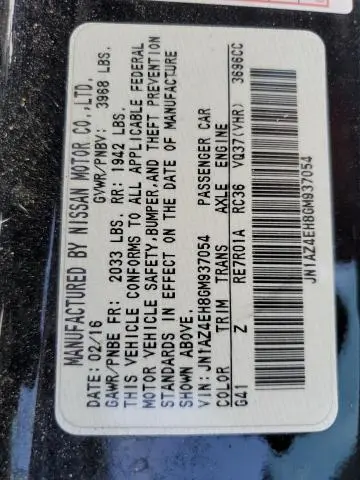 MANUFACTURED BY NISSAN MOTOR CO.,LTD.
DATE: 02/16 GVWR/PNBV: 3968 LBS.
GAWR/PNBE FR: 2033 LBS. RR: 1942 LBS.
THIS VEHICLE CONFORMS TO ALL APPLICABLE FEDERAL
MOTOR VEHICLE SAFETY,BUMPER,AND THEFT PREVENTION
STANDARDS IN EFFECT ON THE DATE OF MANUFACTURE
SHOWN ABOVE.
VIN: JN1AZ4EH8GM937054 PASSENGER CAR
COLOR TRIM TRANS AXLE ENGINE
G41 Z RE7R01A RC36 VQ37(VHR) 3696CC
JN1AZ4EH8GM937054